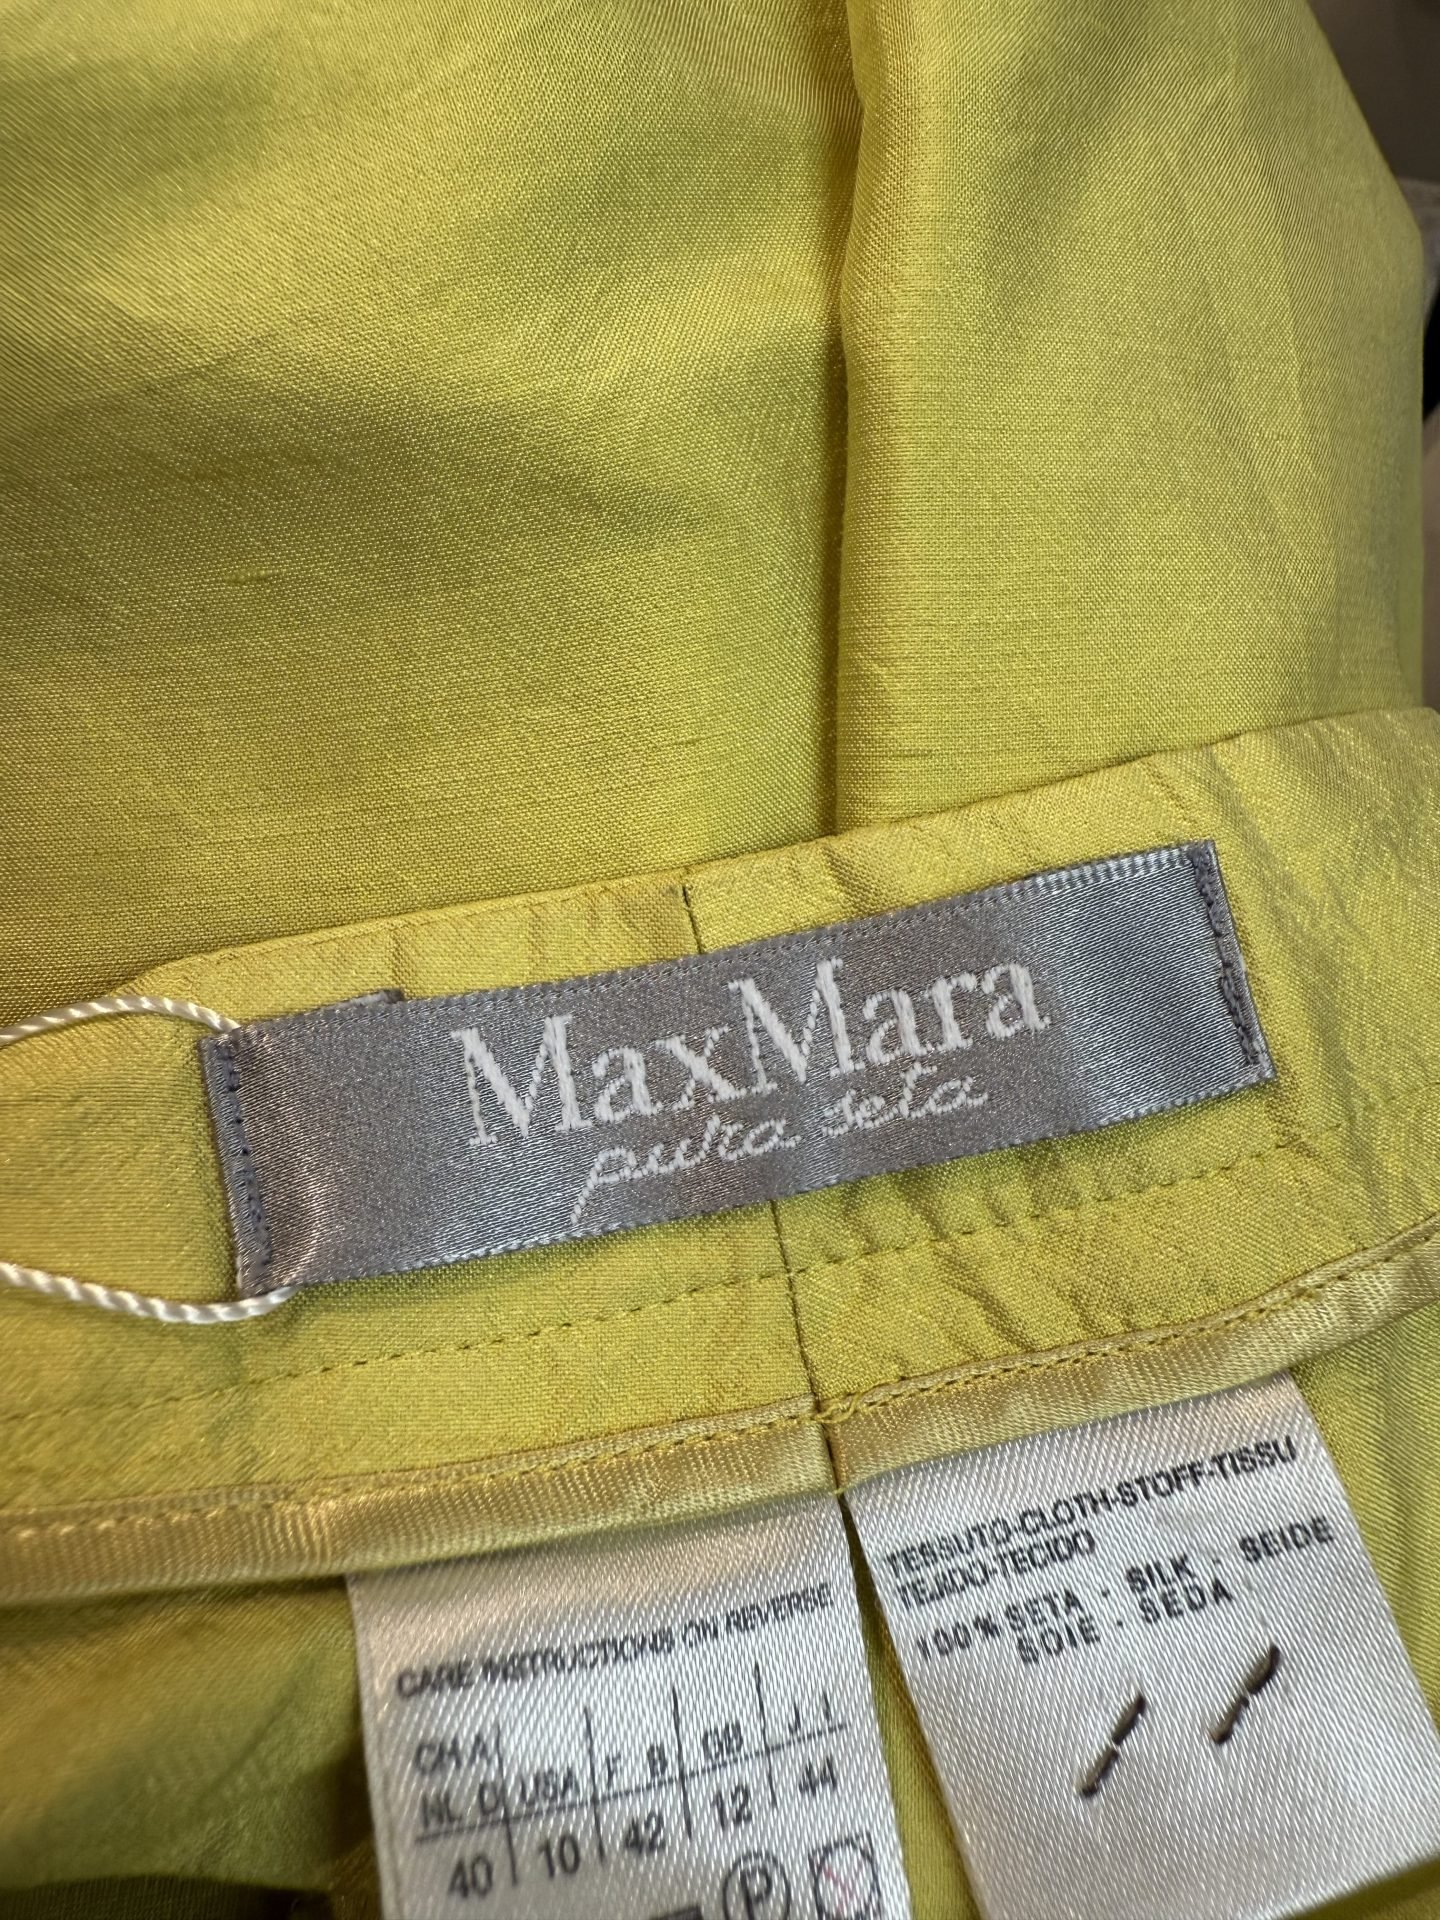 MaxMara
pura seta
CARE INSTRUCTIONS ON REVERSE
CH A
NL D USA F B GB J I
40 10 42 12 44
P
TESSUTO-CLOTH-STOFF-TISSU
TEJIDO-TECIDO
100% SETA - SILK - SEIDE
SOIE - SEDA